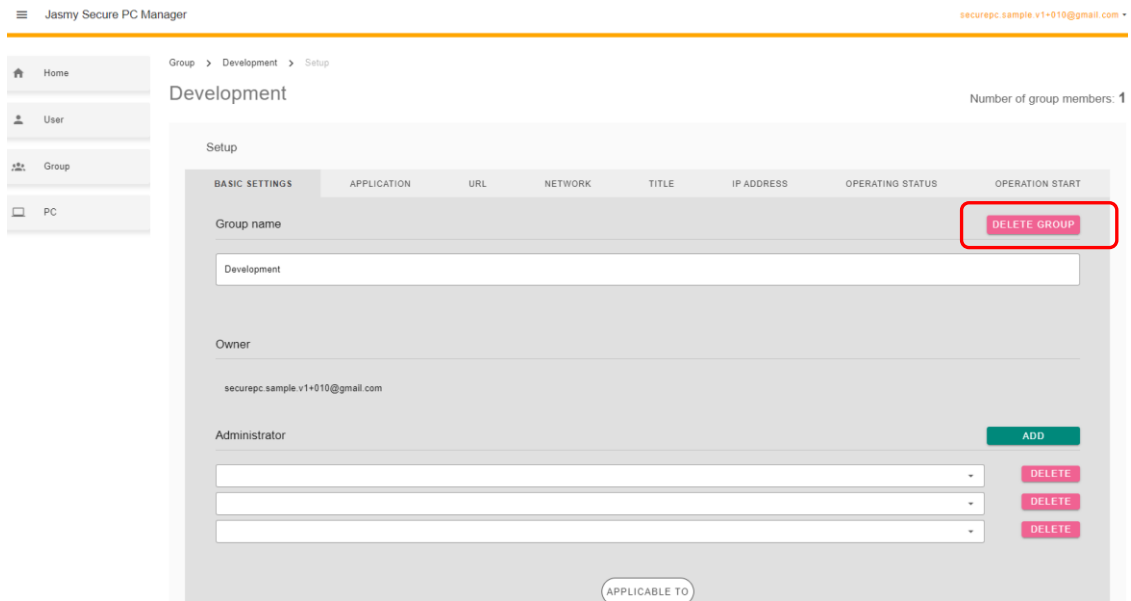 Jasmy Secure PC Manager
securepc.sample.v1+010@gmail.com
Home
User
Group
PC
Group > Development > Setup
Development
Number of group members: 1
Setup
BASIC SETTINGS APPLICATION URL NETWORK TITLE IP ADDRESS OPERATING STATUS OPERATION START
Group name
DELETE GROUP
Development
Owner
securepc.sample.v1+010@gmail.com
Administrator
ADD
DELETE
DELETE
DELETE
APPLICABLE TO